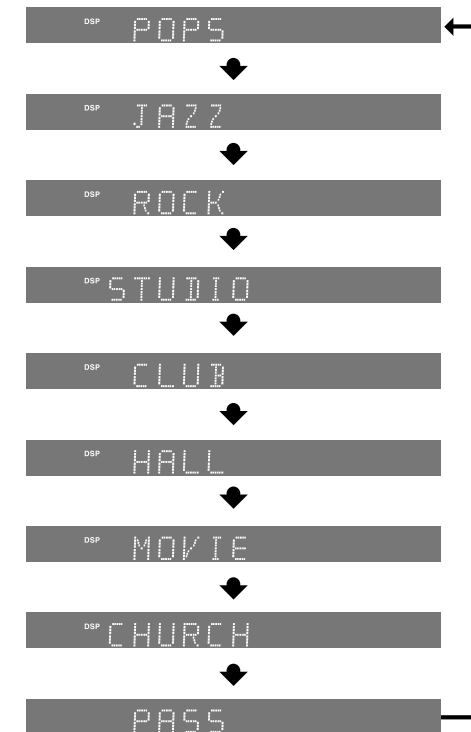 DSP POPS
DSP JAZZ
DSP ROCK
DSP STUDIO
DSP CLUB
DSP HALL
DSP MOVIE
DSP CHURCH
PASS